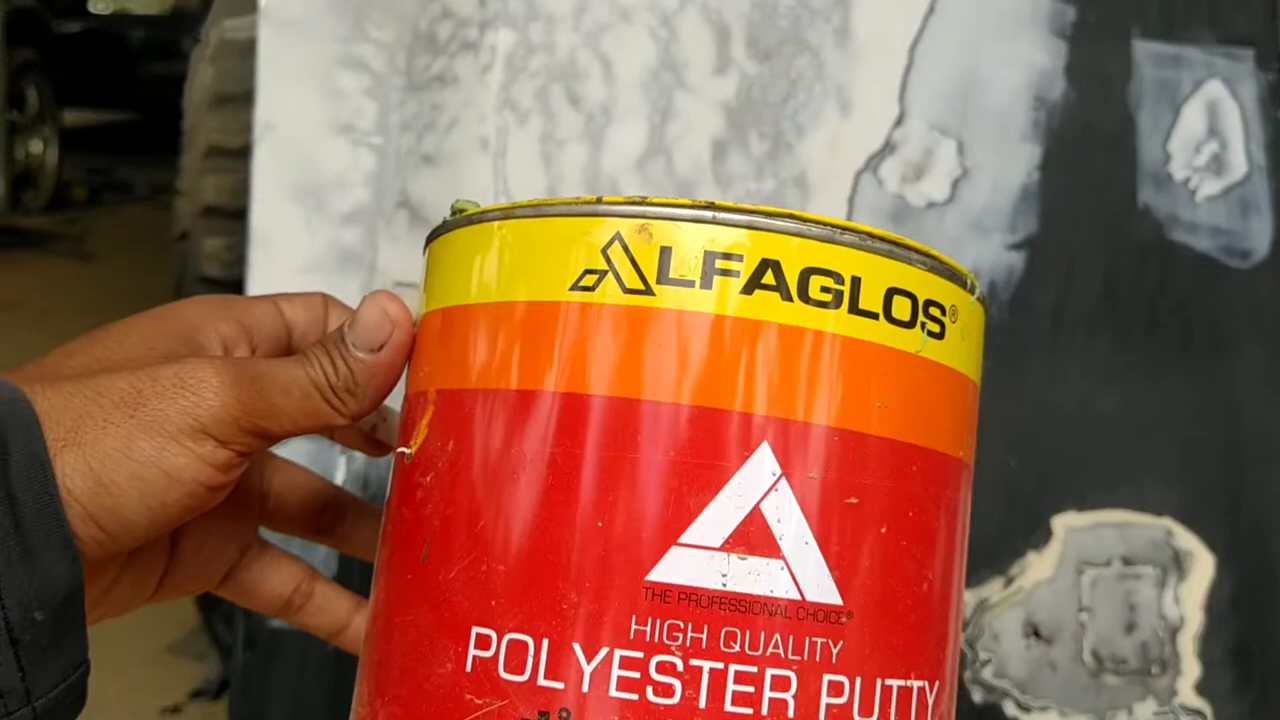 ALFAGLOS®
THE PROFESSIONAL CHOICE®
HIGH QUALITY
POLYESTER PUTTY